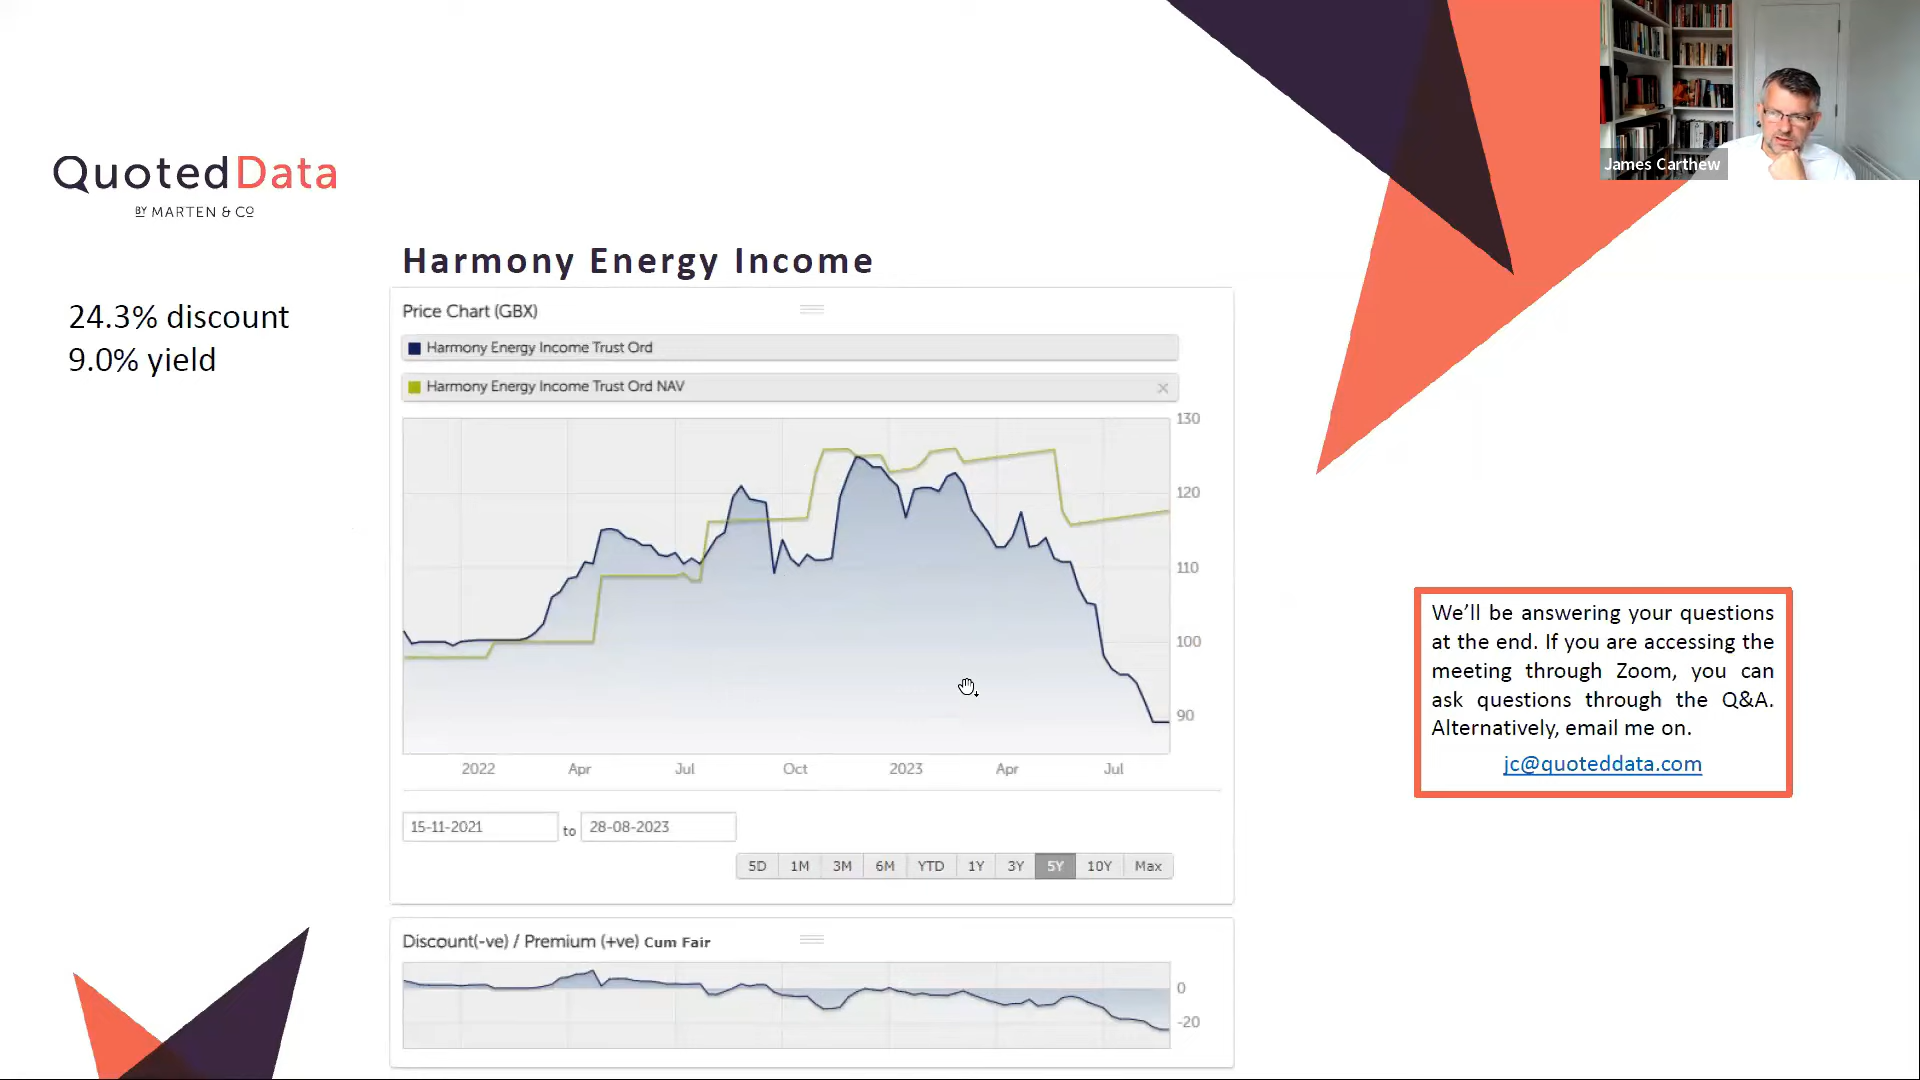 James Carthew
QuotedData
BY MARTEN & CO
Harmony Energy Income
24.3% discount
9.0% yield
Price Chart (GBX)
Harmony Energy Income Trust Ord
Harmony Energy Income Trust Ord NAV
130
120
110
100
90
2022 Apr Jul Oct 2023 Apr Jul
15-11-2021 to 28-08-2023
5D 1M 3M 6M YTD 1Y 3Y 5Y 10Y Max
Discount(-ve) / Premium (+ve) Cum Fair
0
-20
We’ll be answering your questions
at the end. If you are accessing the
meeting through Zoom, you can
ask questions through the Q&A.
Alternatively, email me on.
jc@quoteddata.com